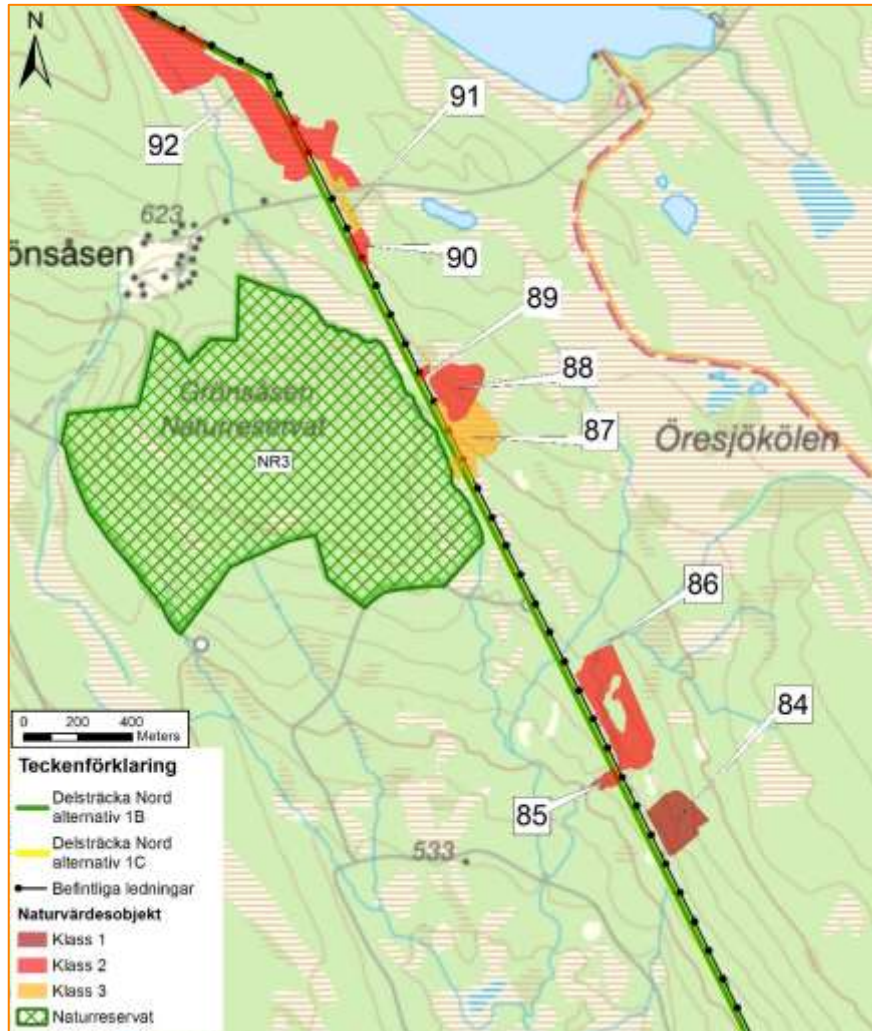 N
91
92
623
önsåsen
90
89
88
Grönsåsen
Naturreservat
87
Öresjökölen
NR3
86
84
0 200 400
Meters
85
Teckenförklaring
Delsträcka Nord
alternativ 1B
Delsträcka Nord
alternativ 1C
533
Befintliga ledningar
Naturvärdesobjekt
Klass 1
Klass 2
Klass 3
Naturreservat